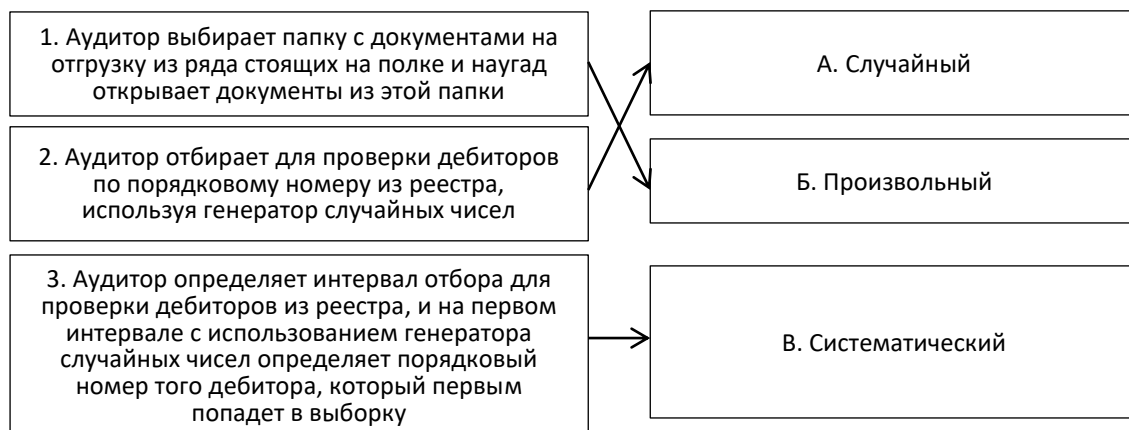 1. Аудитор выбирает папку с документами на
отгрузку из ряда стоящих на полке и наугад
открывает документы из этой папки
А. Случайный
2. Аудитор отбирает для проверки дебиторов
по порядковому номеру из реестра,
используя генератор случайных чисел
Б. Произвольный
3. Аудитор определяет интервал отбора для
проверки дебиторов из реестра, и на первом
интервале с использованием генератора
случайных чисел определяет порядковый
номер того дебитора, который первым
попадет в выборку
В. Систематический